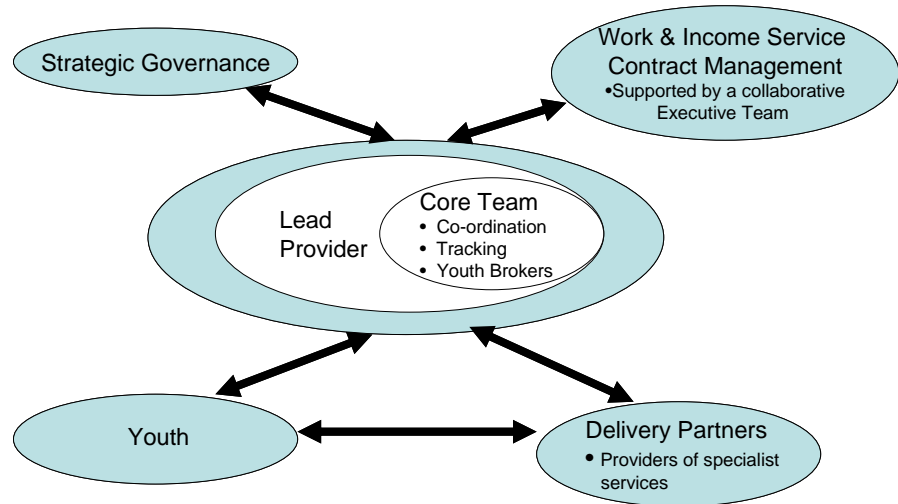 Strategic Governance
Work & Income Service
Contract Management
•Supported by a collaborative
Executive Team
Lead
Provider
Core Team
• Co-ordination
• Tracking
• Youth Brokers
Youth
Delivery Partners
• Providers of specialist
services